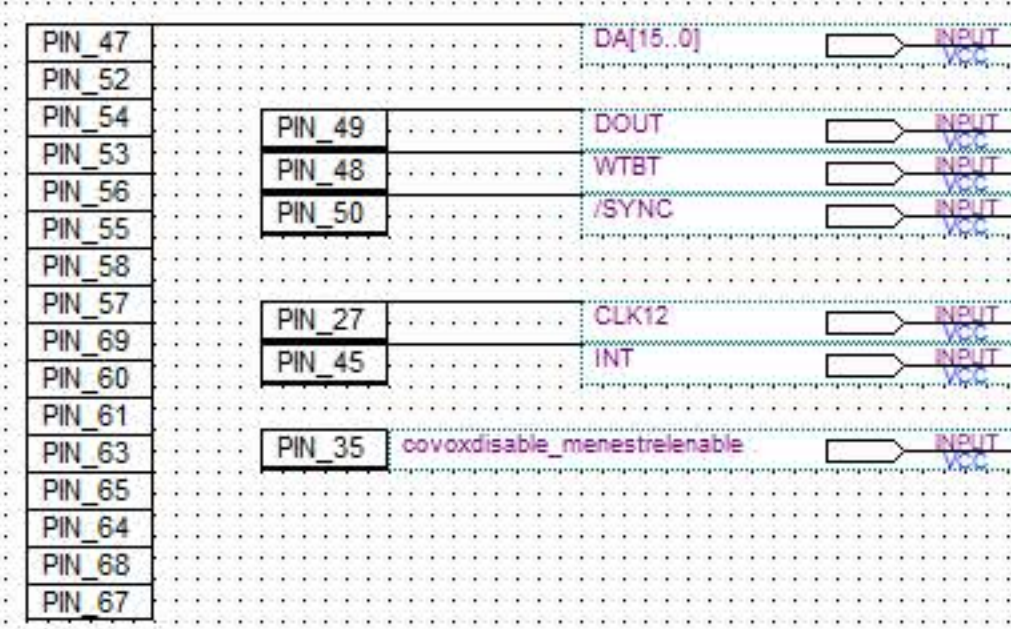 PIN_47 DA[15..0] INPUT
VCC
PIN_52
PIN_54
PIN_49 DOUT INPUT
VCC
PIN_53
PIN_48 WTBT INPUT
VCC
PIN_56
PIN_50 /SYNC INPUT
VCC
PIN_55
PIN_58
PIN_57
PIN_27 CLK12 INPUT
VCC
PIN_69
PIN_45 INT INPUT
VCC
PIN_60
PIN_61
PIN_63
PIN_35 covoxdisable_menestrelenable INPUT
VCC
PIN_65
PIN_64
PIN_68
PIN_67